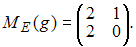 M_E(g) = \begin{pmatrix} 2 & 1 \\ 2 & 0 \end{pmatrix}.